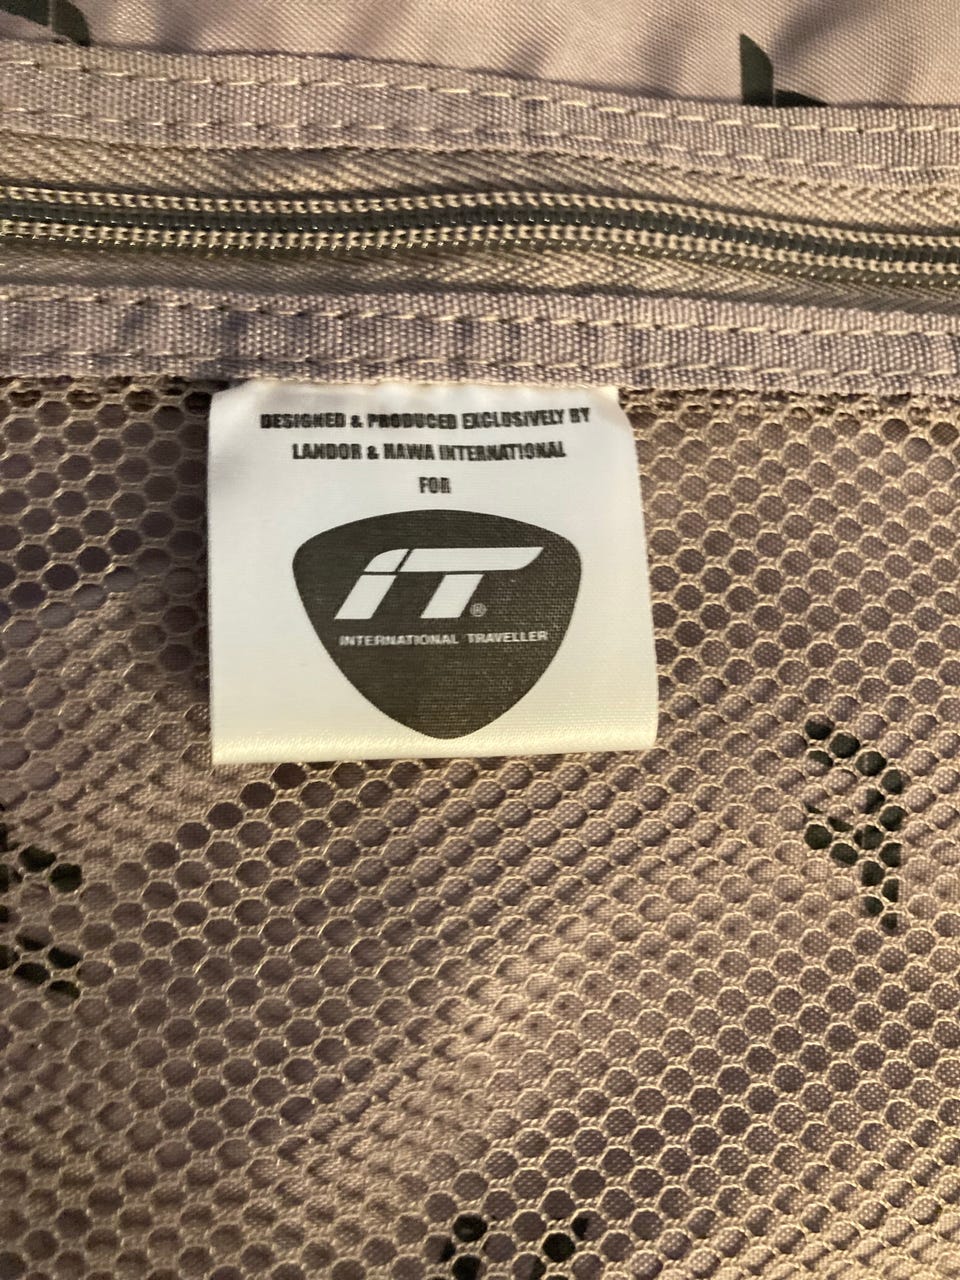 DESIGNED & PRODUCED EXCLUSIVELY BY
LANDOR & HAWA INTERNATIONAL
FOR
iT®
INTERNATIONAL TRAVELLER